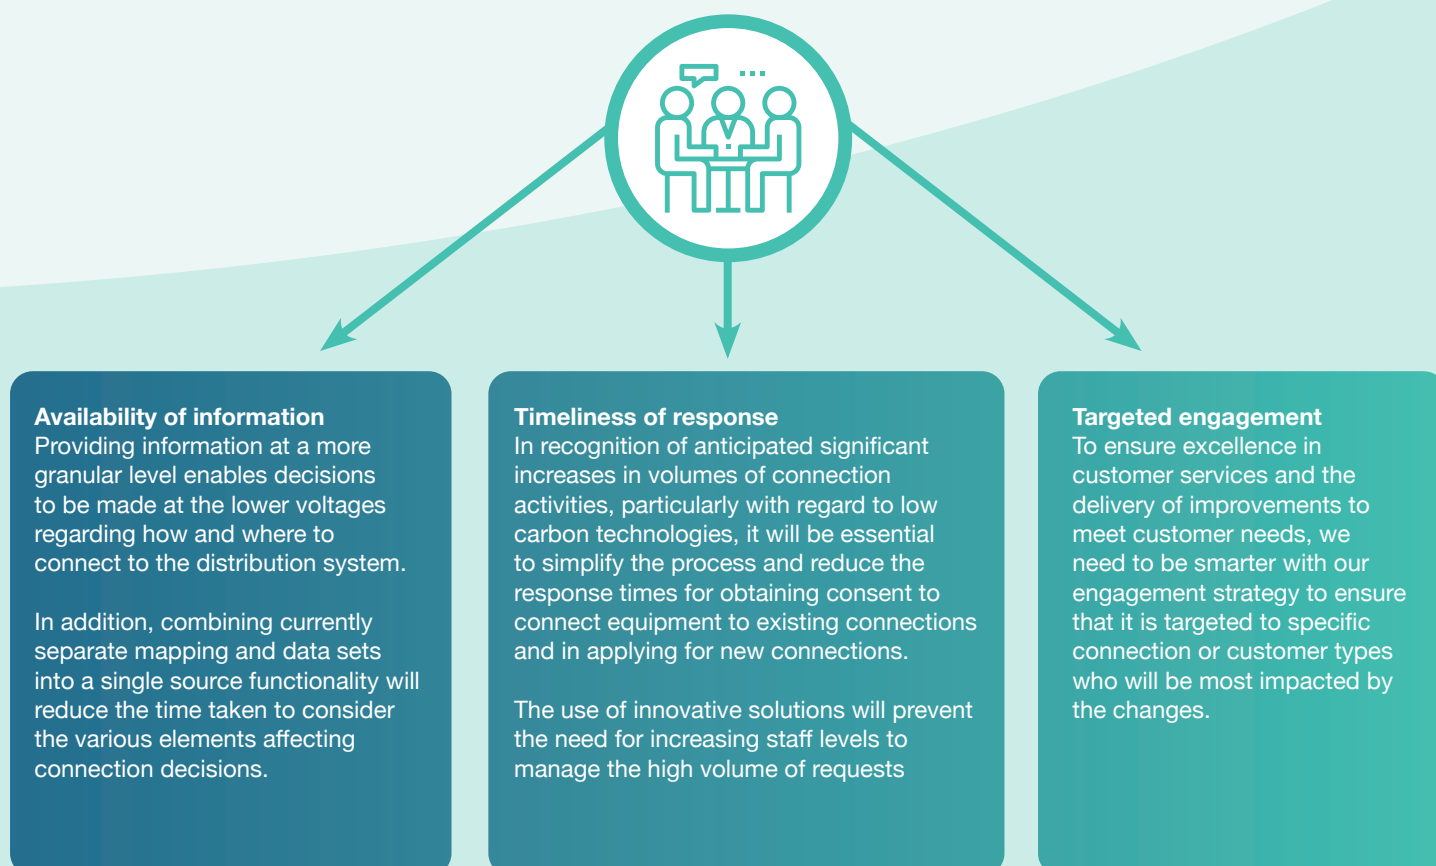 Availability of information
Providing information at a more
granular level enables decisions
to be made at the lower voltages
regarding how and where to
connect to the distribution system.
In addition, combining currently
separate mapping and data sets
into a single source functionality will
reduce the time taken to consider
the various elements affecting
connection decisions.
Timeliness of response
In recognition of anticipated significant
increases in volumes of connection
activities, particularly with regard to low
carbon technologies, it will be essential
to simplify the process and reduce the
response times for obtaining consent to
connect equipment to existing connections
and in applying for new connections.
The use of innovative solutions will prevent
the need for increasing staff levels to
manage the high volume of requests
Targeted engagement
To ensure excellence in
customer services and the
delivery of improvements to
meet customer needs, we
need to be smarter with our
engagement strategy to ensure
that it is targeted to specific
connection or customer types
who will be most impacted by
the changes.